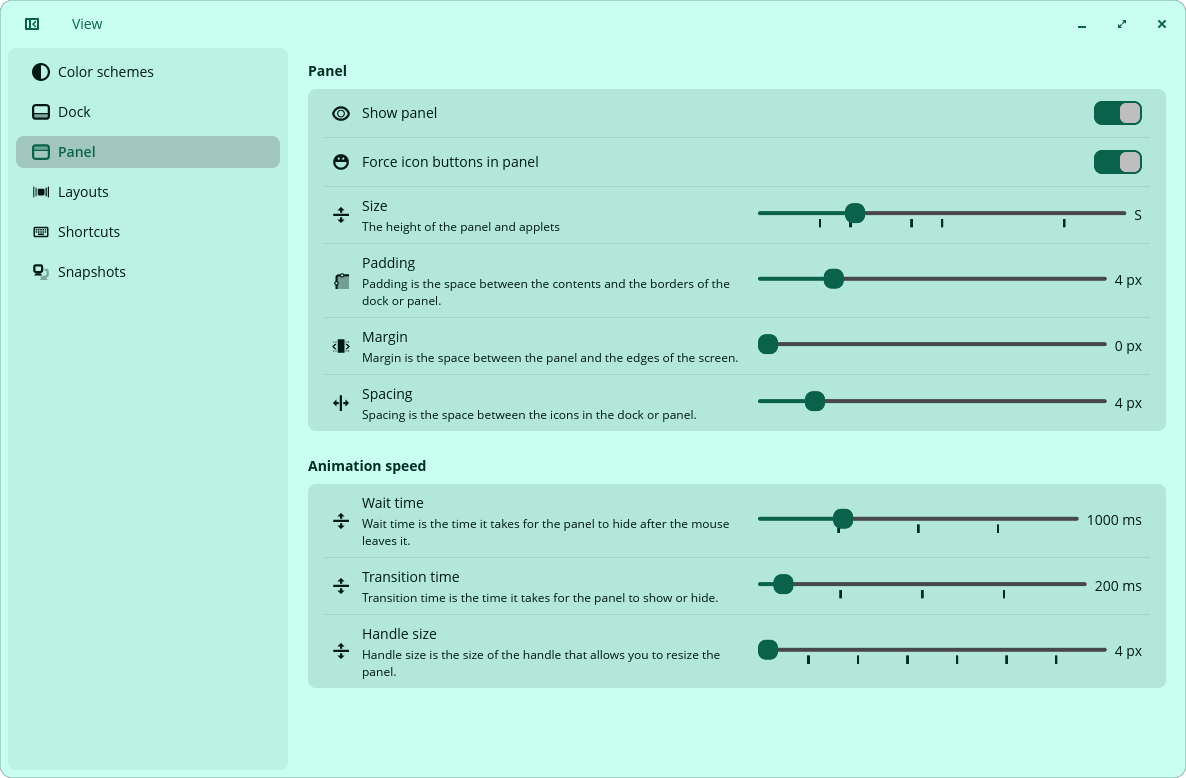 View
Color schemes
Dock
Panel
Layouts
Shortcuts
Snapshots
Panel
Show panel
Force icon buttons in panel
Size
The height of the panel and applets
S
Padding
Padding is the space between the contents and the borders of the
dock or panel.
4 px
Margin
Margin is the space between the panel and the edges of the screen.
0 px
Spacing
Spacing is the space between the icons in the dock or panel.
4 px
Animation speed
Wait time
Wait time is the time it takes for the panel to hide after the mouse
leaves it.
1000 ms
Transition time
Transition time is the time it takes for the panel to show or hide.
200 ms
Handle size
Handle size is the size of the handle that allows you to resize the
panel.
4 px